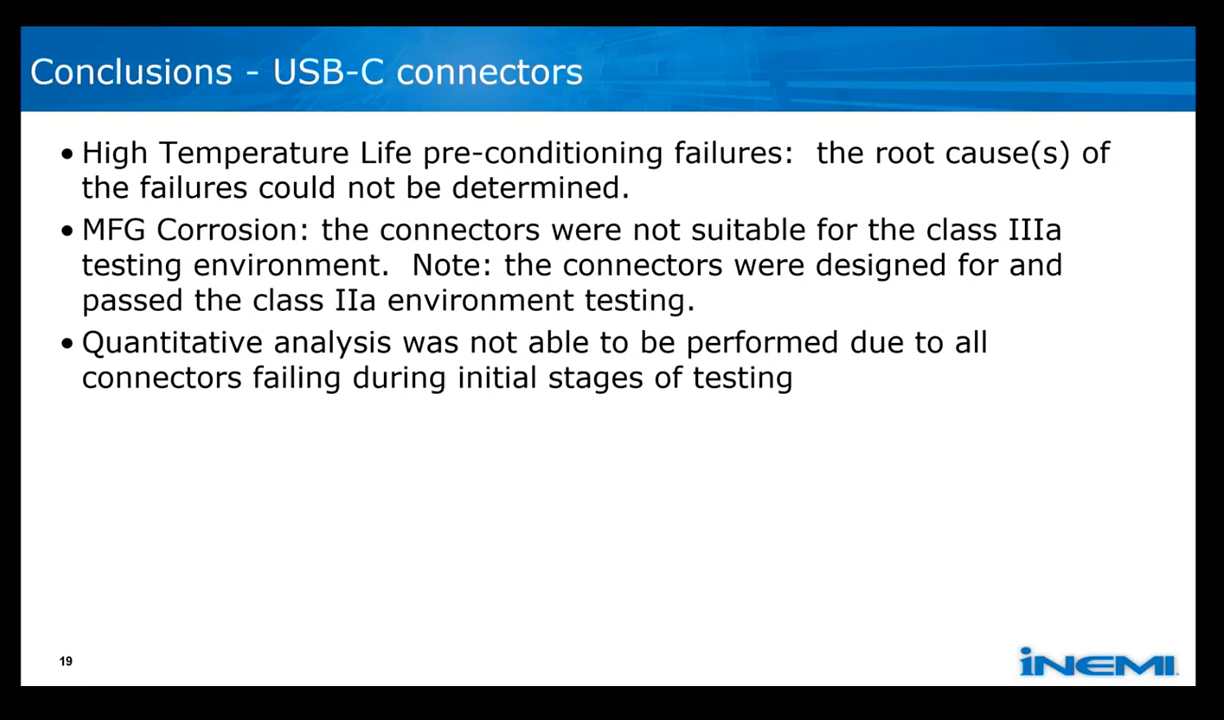 Conclusions - USB-C connectors
• High Temperature Life pre-conditioning failures: the root cause(s) of
the failures could not be determined.
• MFG Corrosion: the connectors were not suitable for the class IIIa
testing environment. Note: the connectors were designed for and
passed the class IIa environment testing.
• Quantitative analysis was not able to be performed due to all
connectors failing during initial stages of testing
19
iNEMI